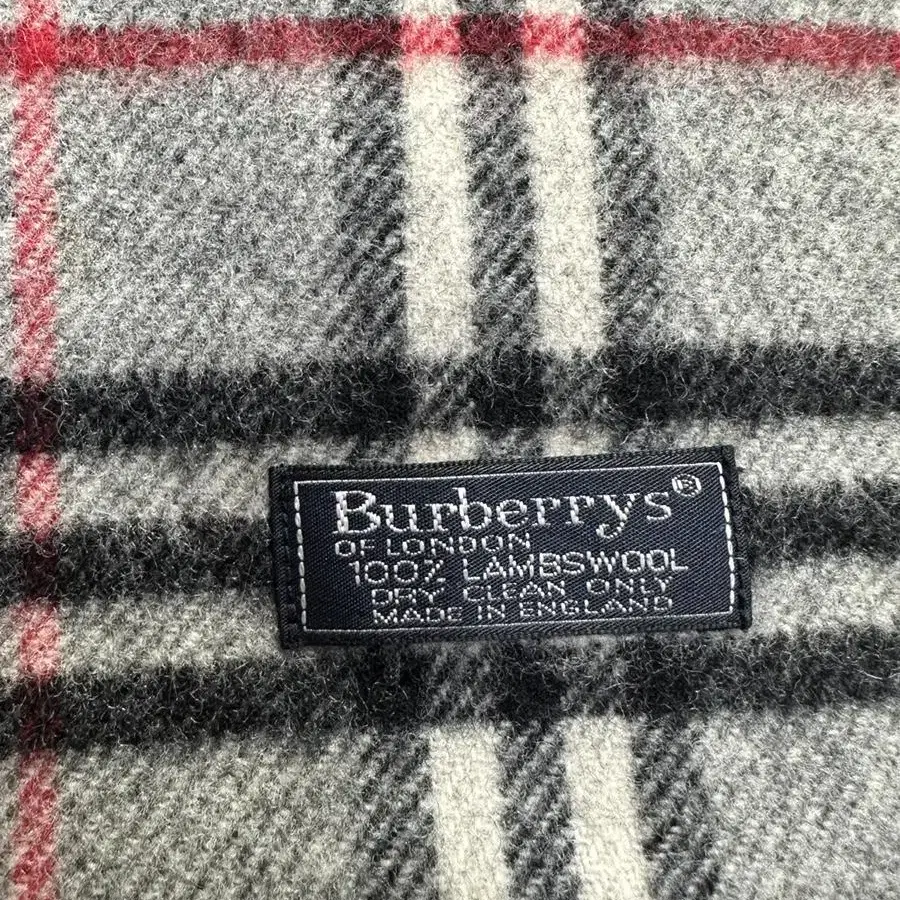 Burberrys®
OF LONDON
100% LAMBSWOOL
DRY CLEAN ONLY
MADE IN ENGLAND